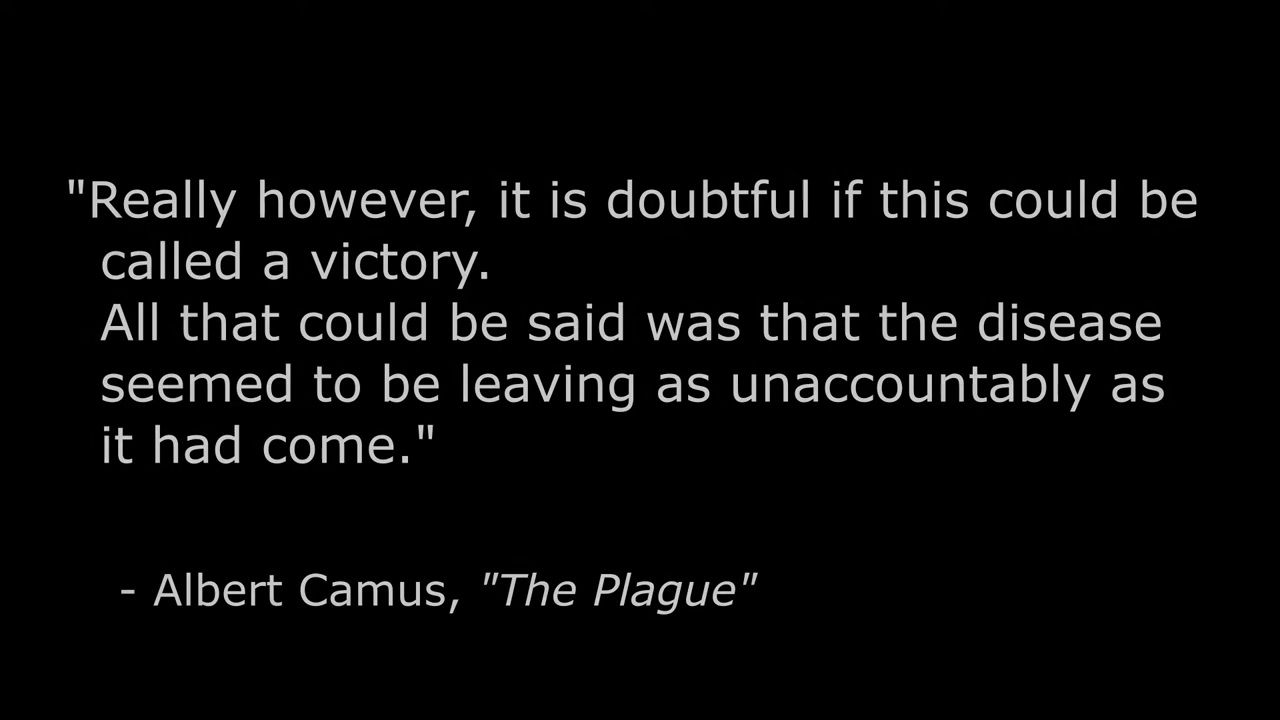 "Really however, it is doubtful if this could be
called a victory.
All that could be said was that the disease
seemed to be leaving as unaccountably as
it had come."
- Albert Camus, "The Plague"